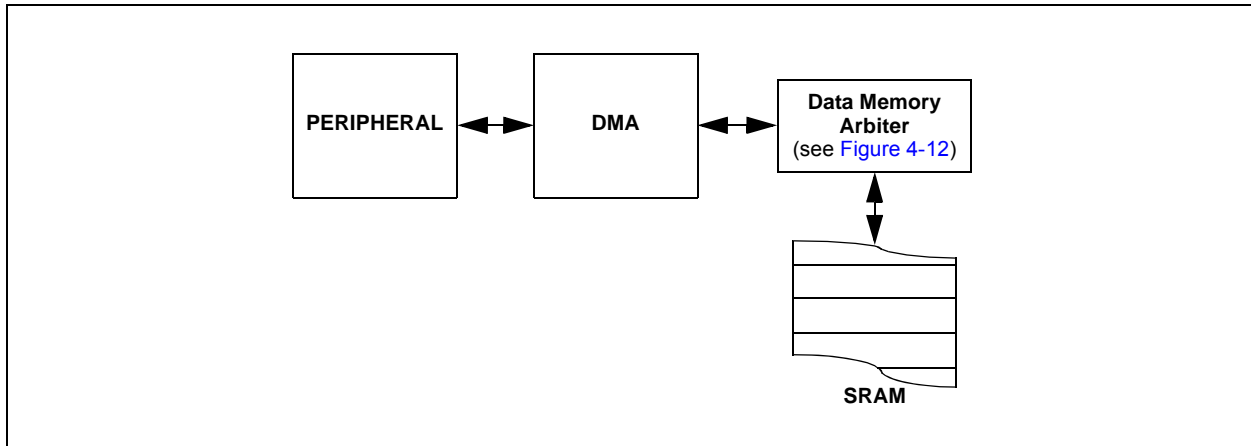 PERIPHERAL
DMA
Data Memory
Arbiter
(see Figure 4-12)
SRAM